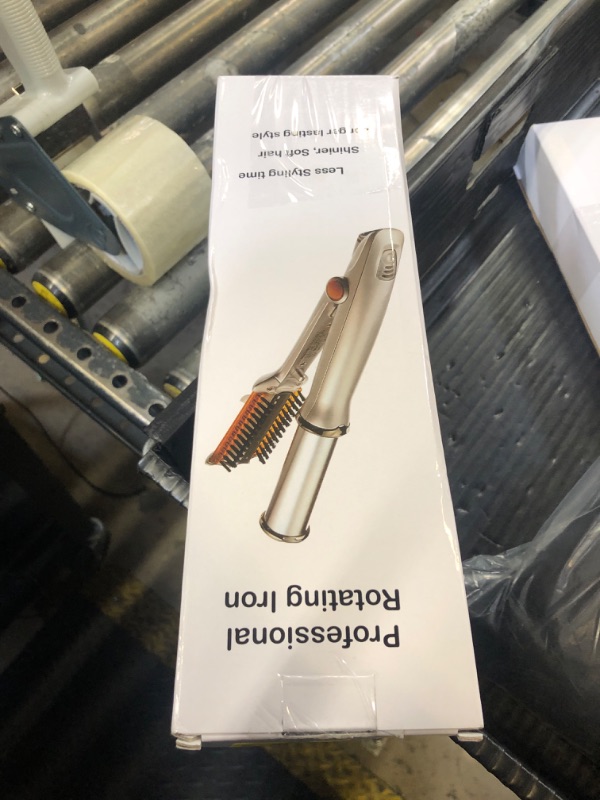 Professional
Rotating Iron
Less Styling time
Shinier, Soft hair
lasting style